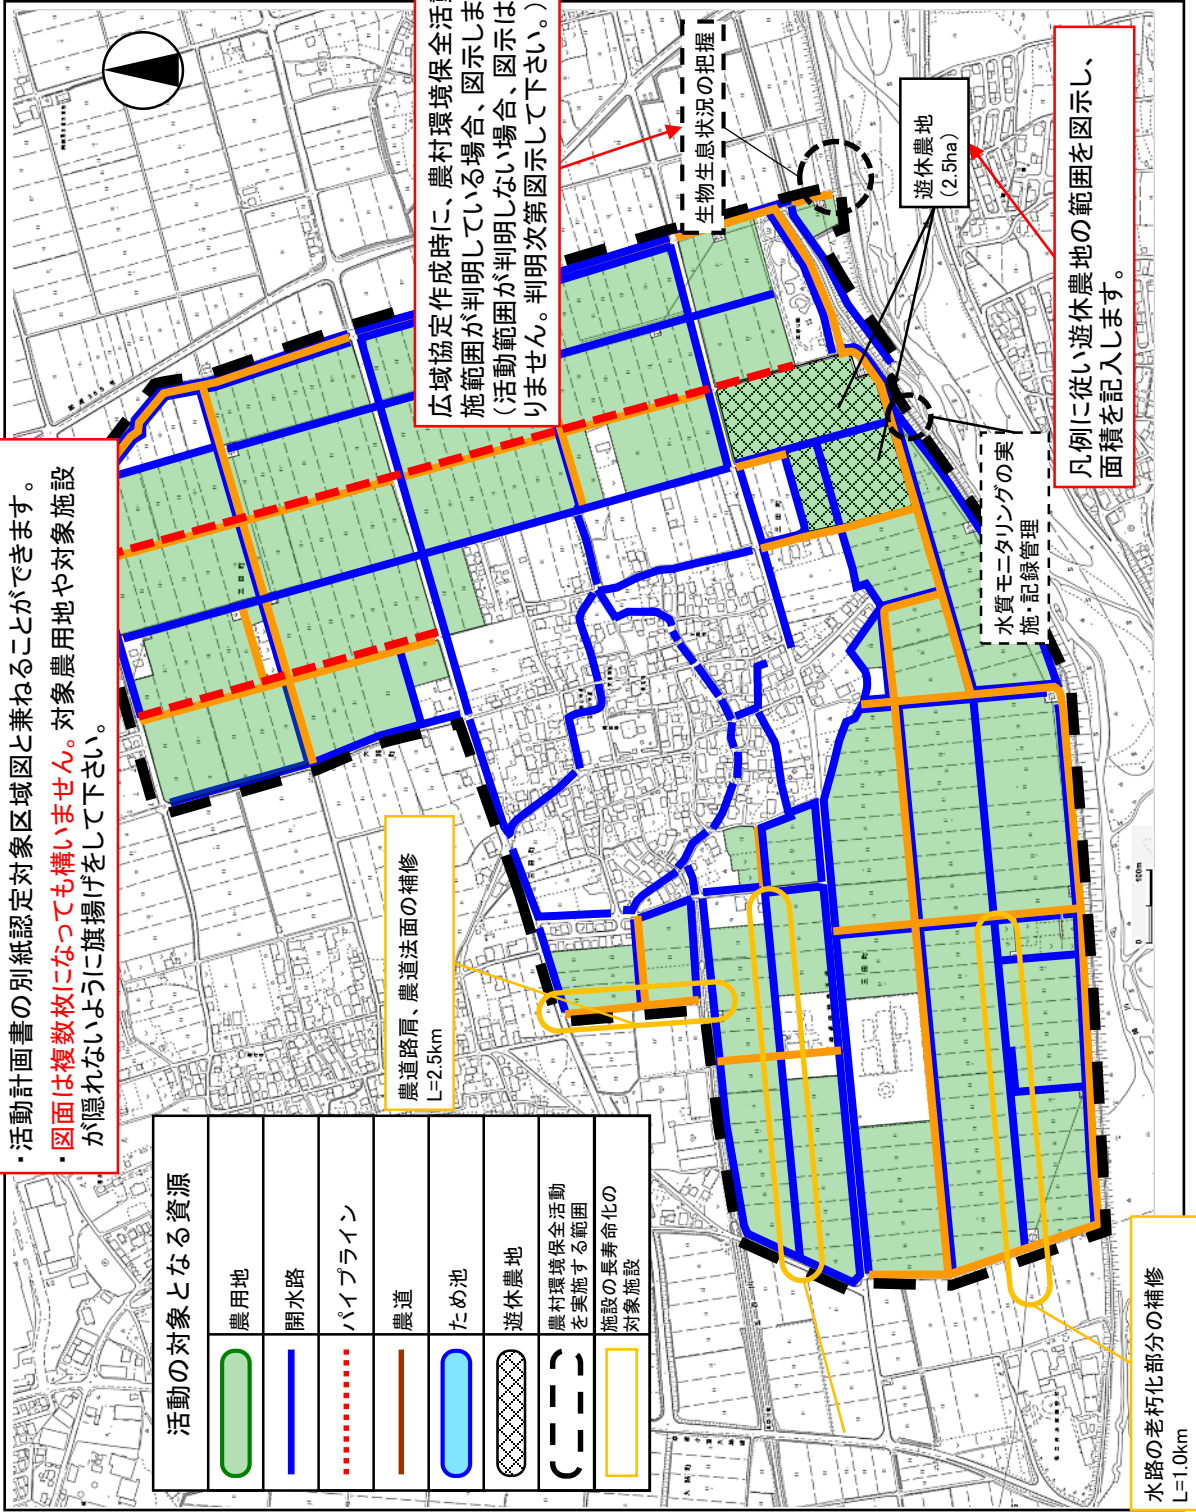 ・活動計画書の別紙認定対象区域図と兼ねることができます。
・図面は複数枚になっても構いません。対象農用地や対象施設
が隠れないように旗揚げをして下さい。
広域協定作成時に、農村環境保全活動
施範囲が判明している場合、図示しま
(活動範囲が判明しない場合、図示は
りません。判明次第図示して下さい。)
生物生息状況の把握
遊休農地
(2.5ha)
凡例に従い遊休農地の範囲を図示し、
面積を記入します。
水質モニタリングの実
施・記録管理
農道路肩、農道法面の補修
L=2.5km
活動の対象となる資源
農用地
開水路
パイプライン
農道
ため池
遊休農地
農村環境保全活動
を実施する範囲
施設の長寿命化の
対象施設
水路の老朽化部分の補修
L=1.0km
0 100m